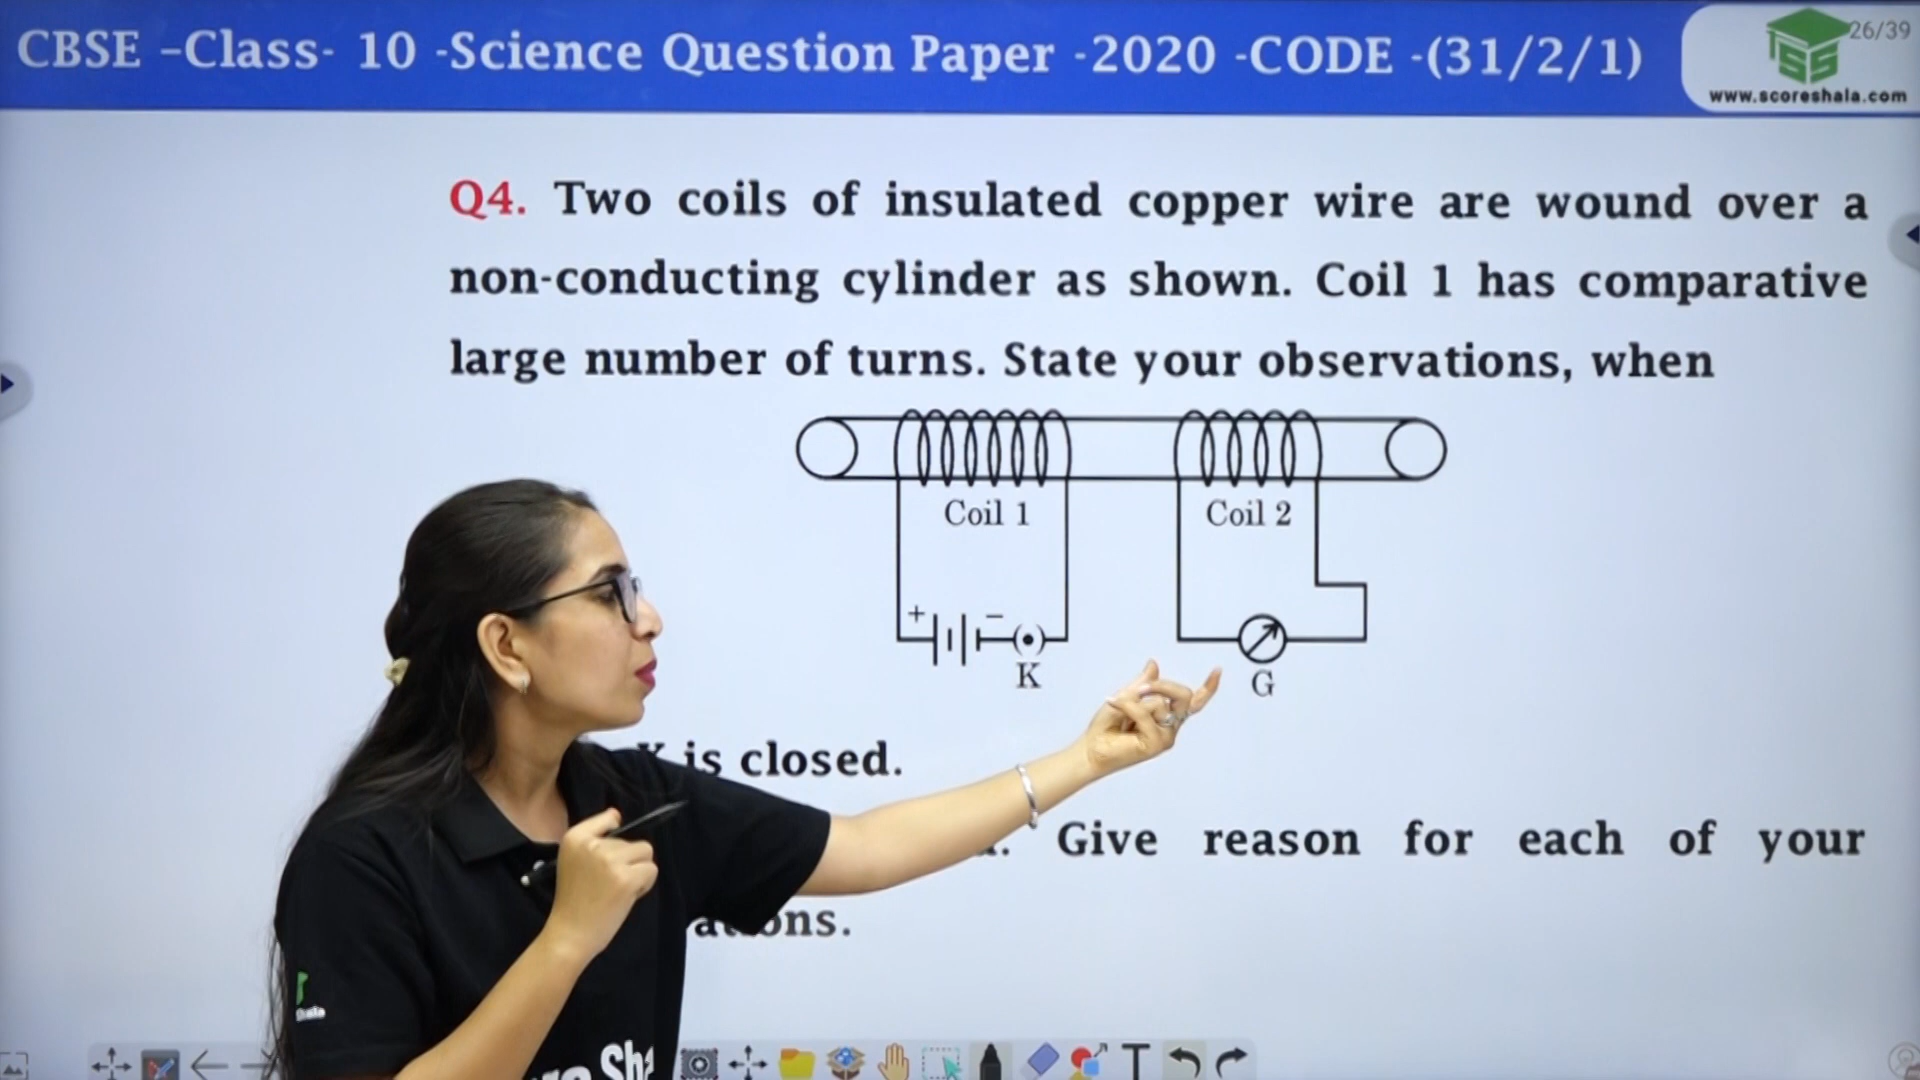 CBSE –Class- 10 -Science Question Paper -2020 -CODE -(31/2/1)
26/39
www.scoreshala.com
Q4. Two coils of insulated copper wire are wound over a
non-conducting cylinder as shown. Coil 1 has comparative
large number of turns. State your observations, when
Coil 1 Coil 2
+ –
K
G
K is closed.
Give reason for each of your